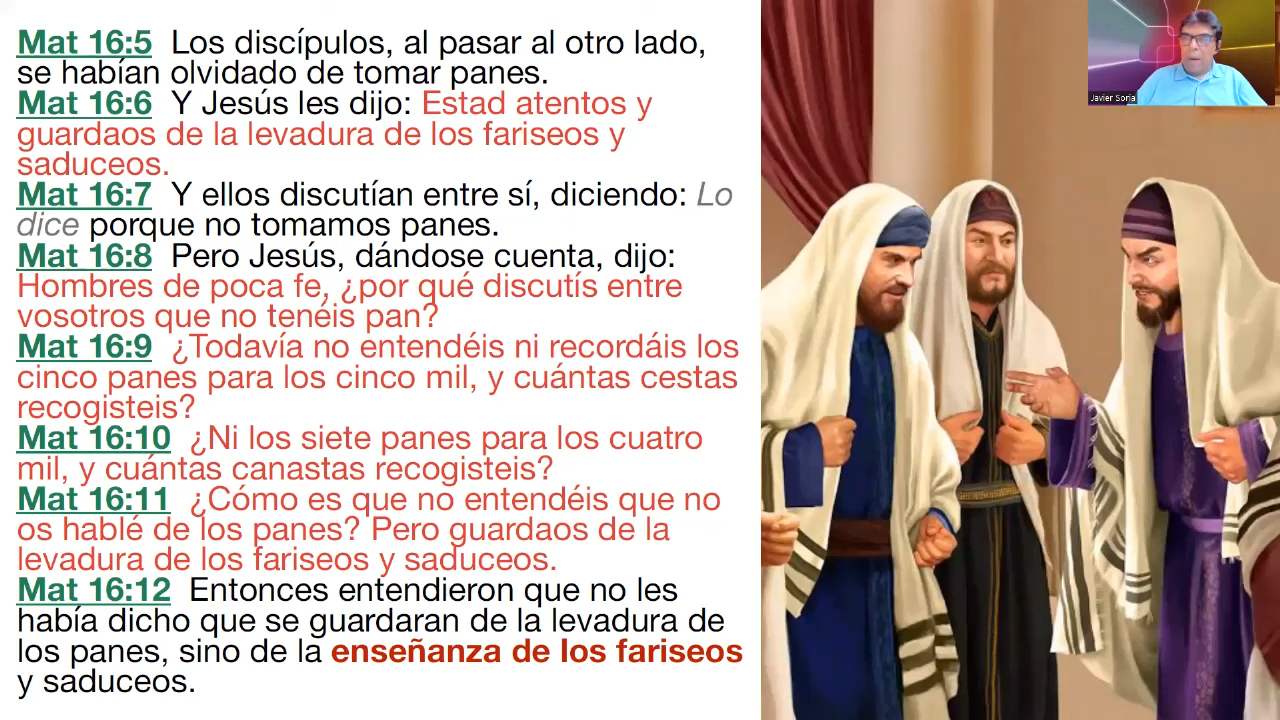 Mat 16:5 Los discípulos, al pasar al otro lado,
se habían olvidado de tomar panes.
Mat 16:6 Y Jesús les dijo: Estad atentos y
guardaos de la levadura de los fariseos y
saduceos.
Mat 16:7 Y ellos discutían entre sí, diciendo: Lo
dice porque no tomamos panes.
Mat 16:8 Pero Jesús, dándose cuenta, dijo:
Hombres de poca fe, ¿por qué discutís entre
vosotros que no tenéis pan?
Mat 16:9 ¿Todavía no entendéis ni recordáis los
cinco panes para los cinco mil, y cuántas cestas
recogisteis?
Mat 16:10 ¿Ni los siete panes para los cuatro
mil, y cuántas canastas recogisteis?
Mat 16:11 ¿Cómo es que no entendéis que no
os hablé de los panes? Pero guardaos de la
levadura de los fariseos y saduceos.
Mat 16:12 Entonces entendieron que no les
había dicho que se guardaran de la levadura de
los panes, sino de la enseñanza de los fariseos
y saduceos.
Javier Soria